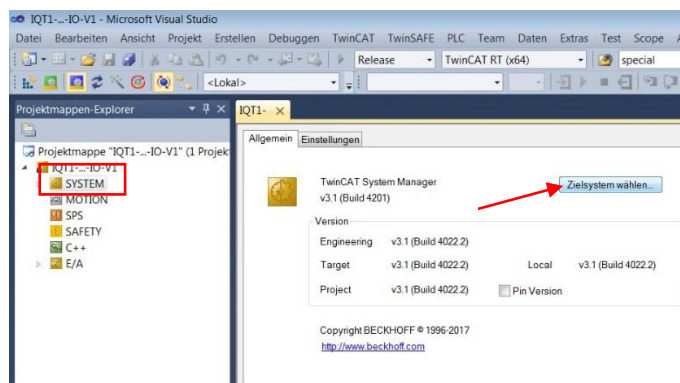 IQT1-...-IO-V1 - Microsoft Visual Studio
Datei Bearbeiten Ansicht Projekt Erstellen Debuggen TwinCAT TwinSAFE PLC Team Daten Extras Test Scope
Release TwinCAT RT (x64) special
<Lokal>
Projektmappen-Explorer
IQT1-
Allgemein Einstellungen
Projektmappe "IQT1-...-IO-V1" (1 Projek
IQT1-...-IO-V1
SYSTEM
MOTION
SPS
SAFETY
C++
E/A
TwinCAT System Manager
v3.1 (Build 4201)
Zielsystem wählen...
Version
Engineering v3.1 (Build 4022.2)
Target v3.1 (Build 4022.2) Local v3.1 (Build 4022.2)
Project v3.1 (Build 4022.2) Pin Version
Copyright BECKHOFF © 1996-2017
http://www.beckhoff.com